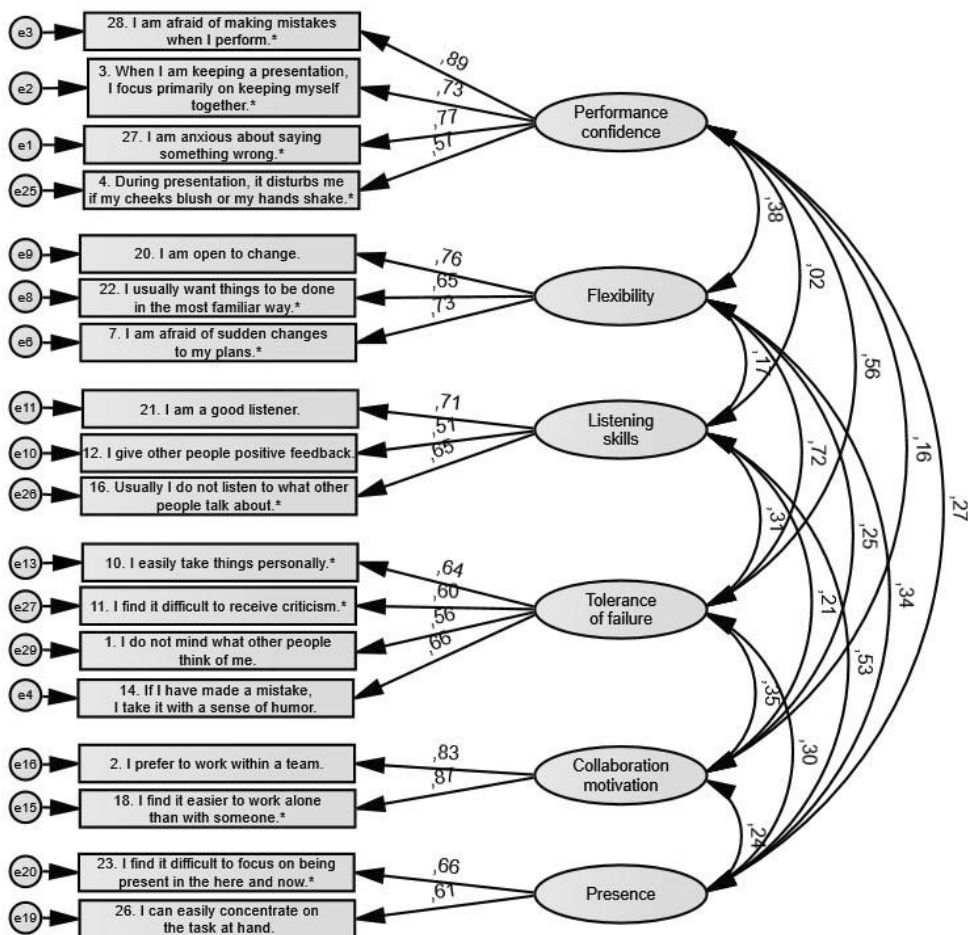 e3
28. I am afraid of making mistakes
when I perform.*
e2
3. When I am keeping a presentation,
I focus primarily on keeping myself
together.*
e1
27. I am anxious about saying
something wrong.*
e25
4. During presentation, it disturbs me
if my cheeks blush or my hands shake.*
,89
,73
,77
,57
Performance
confidence
e9
20. I am open to change.
e8
22. I usually want things to be done
in the most familiar way.*
e6
7. I am afraid of sudden changes
to my plans.*
,76
,65
,73
Flexibility
e11
21. I am a good listener.
e10
12. I give other people positive feedback.
e26
16. Usually I do not listen to what other
people talk about.*
,71
,51
,65
Listening
skills
e13
10. I easily take things personally.*
e27
11. I find it difficult to receive criticism.*
e29
1. I do not mind what other people
think of me.
e4
14. If I have made a mistake,
I take it with a sense of humor.
,64
,60
,56
,66
Tolerance
of failure
e16
2. I prefer to work within a team.
e15
18. I find it easier to work alone
than with someone.*
,83
,87
Collaboration
motivation
e20
23. I find it difficult to focus on being
present in the here and now.*
e19
26. I can easily concentrate on
the task at hand.
,66
,61
Presence
,38
,02
,17
,56
,72
,16
,27
,31
,25
,21
,34
,53
,35
,30
,24